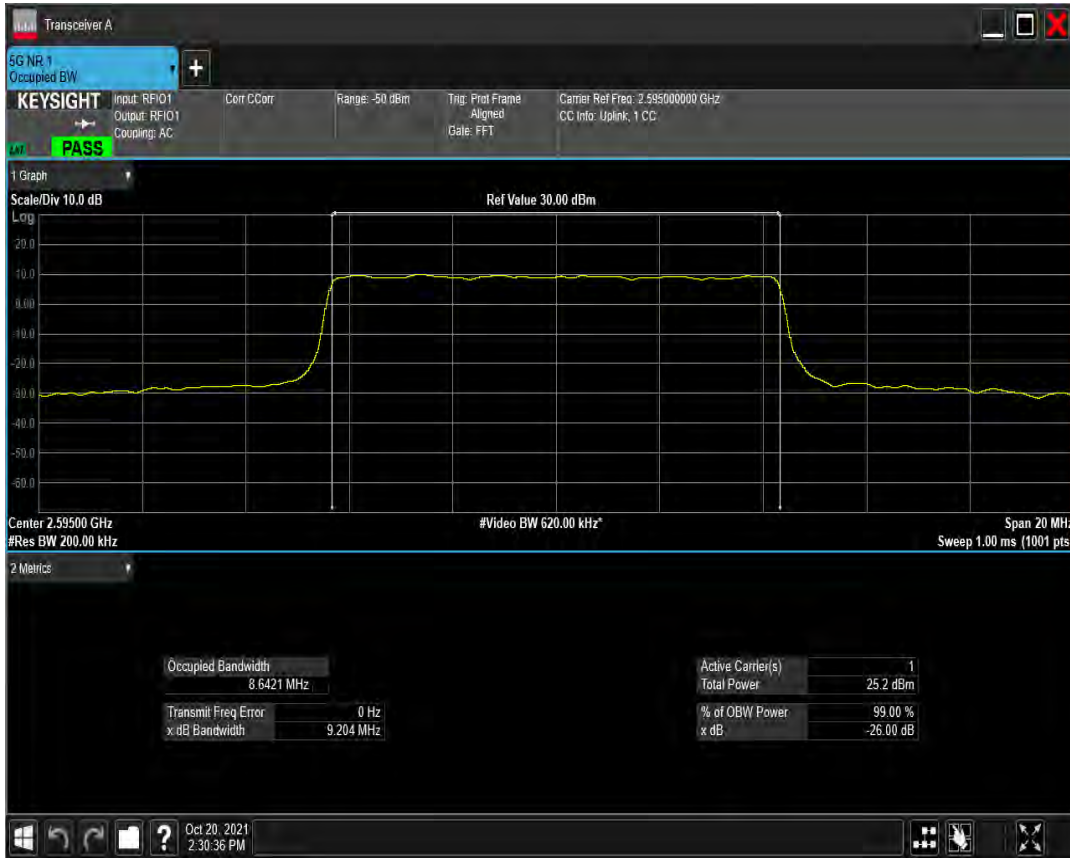 Transceiver A
5G NR 1
Occupied BW
+
KEYSIGHT
PASS
Input: RFIO1
Output: RFIO1
Coupling: AC
Corr CCorr
Range: -50 dBm
Trig: Prot Frame
Aligned
Gate: FFT
Carrier Ref Freq: 2.595000000 GHz
CC Info: Uplink, 1 CC
1 Graph
Scale/Div 10.0 dB
Ref Value 30.00 dBm
Log
20.0
10.0
0.00
-10.0
-20.0
-30.0
-40.0
-50.0
-60.0
Center 2.59500 GHz
#Video BW 620.00 kHz*
Span 20 MHz
#Res BW 200.00 kHz
Sweep 1.00 ms (1001 pts
2 Metrics
Occupied Bandwidth
8.6421 MHz
Transmit Freq Error 0 Hz
x dB Bandwidth 9.204 MHz
Active Carrier(s) 1
Total Power 25.2 dBm
% of OBW Power 99.00 %
x dB -26.00 dB
?
Oct 20, 2021
2:30:36 PM